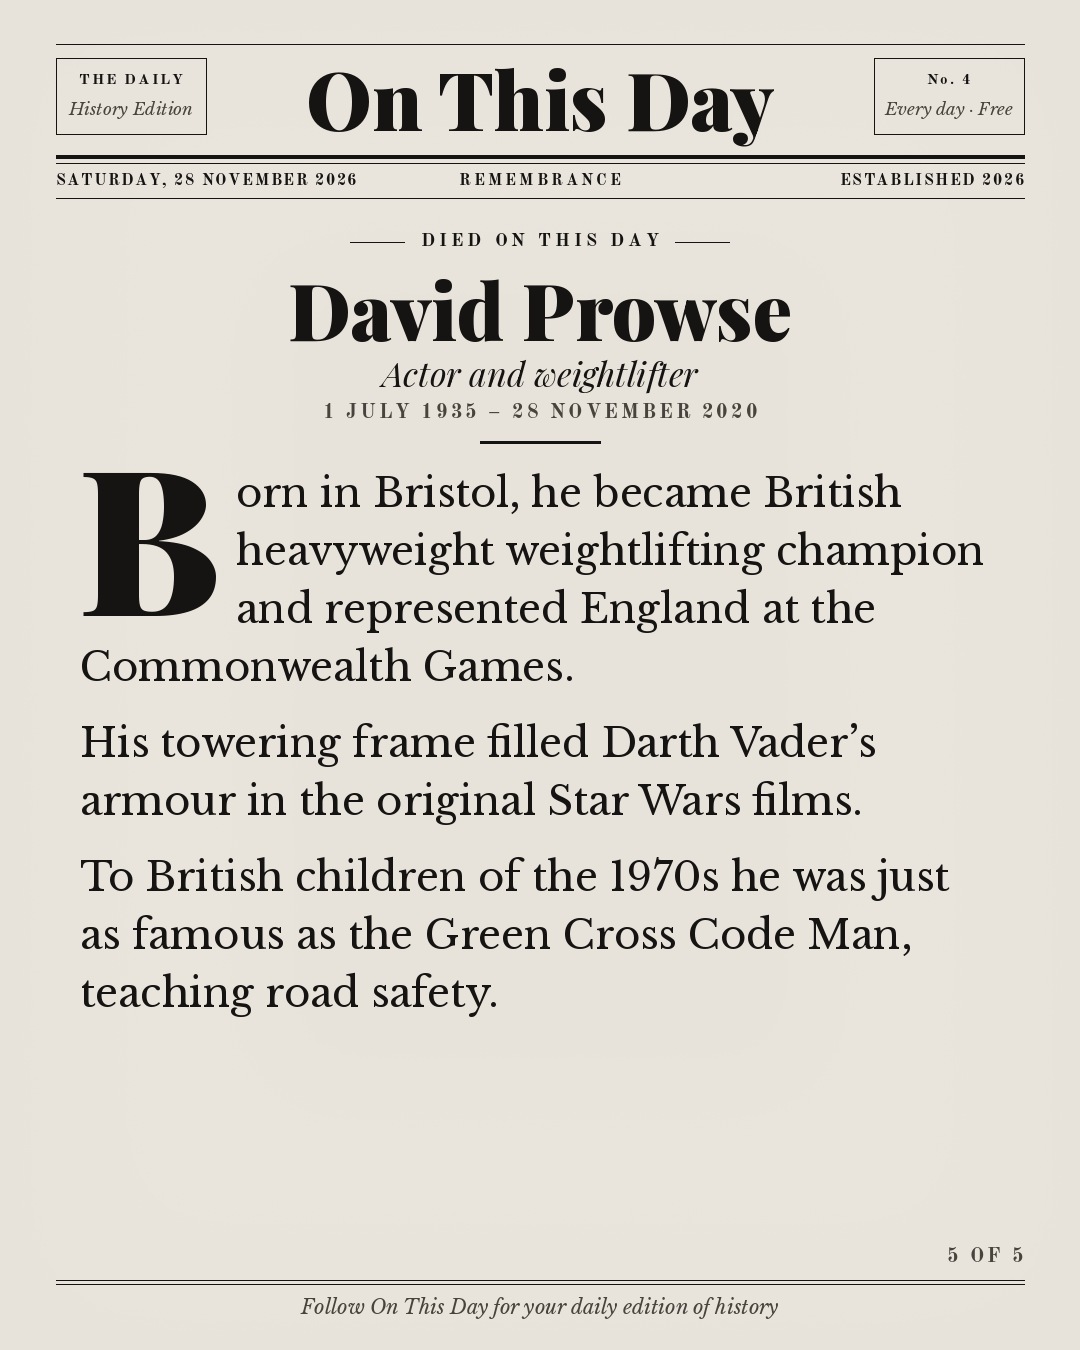 THE DAILY
History Edition
On This Day
No. 4
Every day · Free
SATURDAY, 28 NOVEMBER 2026
REMEMBRANCE
ESTABLISHED 2026
DIED ON THIS DAY
David Prowse
Actor and weightlifter
1 JULY 1935 – 28 NOVEMBER 2020
Born in Bristol, he became British
heavyweight weightlifting champion
and represented England at the
Commonwealth Games.
His towering frame filled Darth Vader’s
armour in the original Star Wars films.
To British children of the 1970s he was just
as famous as the Green Cross Code Man,
teaching road safety.
5 OF 5
Follow On This Day for your daily edition of history